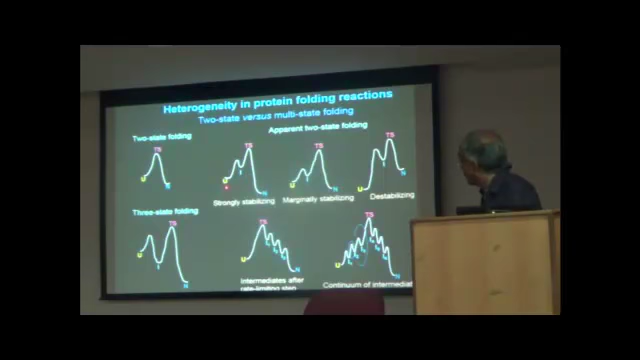 Heterogeneity in protein folding reactions
Two-state versus multi-state folding
Two-state folding
Apparent two-state folding
TS
TS
TS
TS
U
N
U
I
N
U
I
N
U
N
Strongly stabilizing
Marginally stabilizing
Destabilizing
Three-state folding
TS
TS
TS
U
I
N
U
N
U
N
Intermediates after
rate-limiting step
Continuum of intermediat